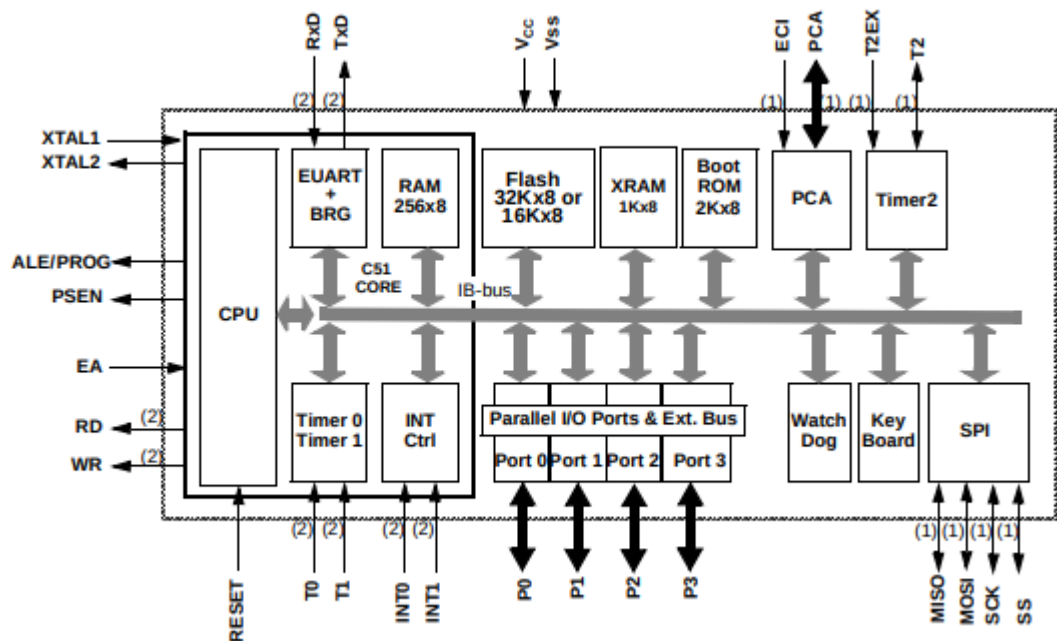 RxD
TxD
VCC
Vss
ECI
PCA
T2EX
T2
(2)
(2)
(1)
(1)
(1)
(1)
XTAL1
XTAL2
ALE/PROG
PSEN
EA
RD
(2)
WR
(2)
CPU
EUART
+
BRG
RAM
256x8
C51
CORE
IB-bus
Flash
32Kx8 or
16Kx8
XRAM
1Kx8
Boot
ROM
2Kx8
PCA
Timer2
Timer 0
Timer 1
INT
Ctrl
Parallel I/O Ports & Ext. Bus
Port 0
Port 1
Port 2
Port 3
Watch
Dog
Key
Board
SPI
(2)
(2)
(2)
(2)
(1)
(1)
(1)
(1)
RESET
T0
T1
INT0
INT1
P0
P1
P2
P3
MISO
MOSI
SCK
SS